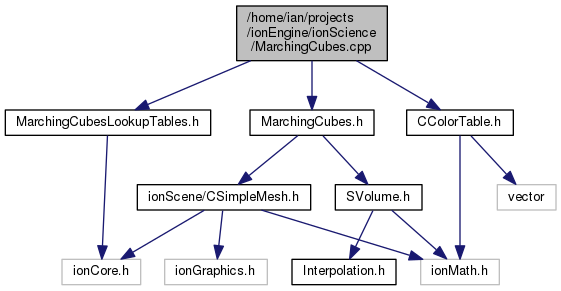 /home/ian/projects
/ionEngine/ionScience
/MarchingCubes.cpp
MarchingCubesLookupTables.h
MarchingCubes.h
CColorTable.h
ionScene/CSimpleMesh.h
SVolume.h
vector
ionCore.h
ionGraphics.h
Interpolation.h
ionMath.h